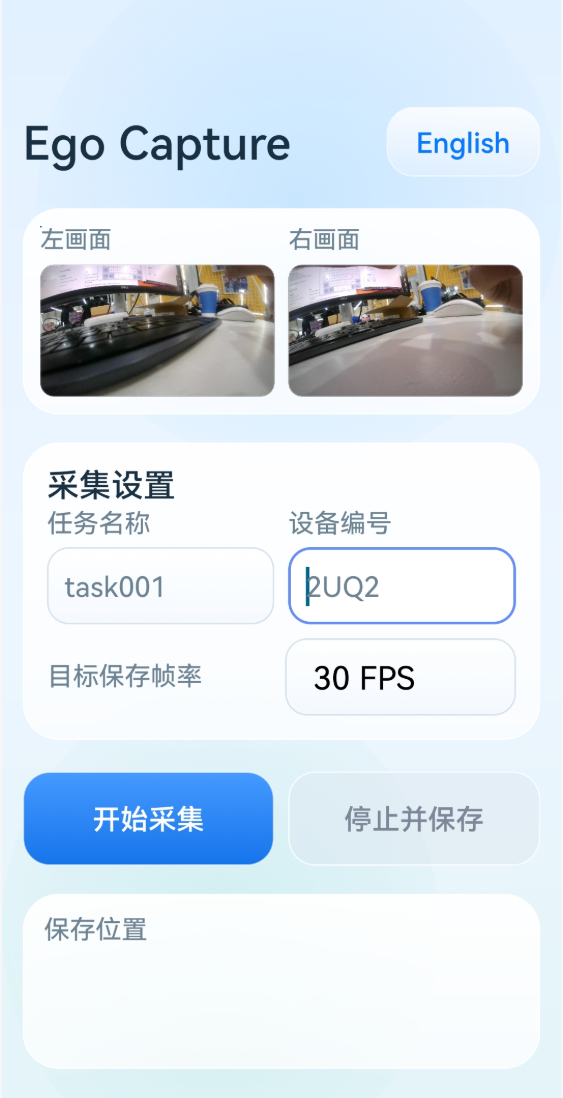 Ego Capture
English
左画面
右画面
采集设置
任务名称
设备编号
task001
2UQ2
目标保存帧率
30 FPS
开始采集
停止并保存
保存位置